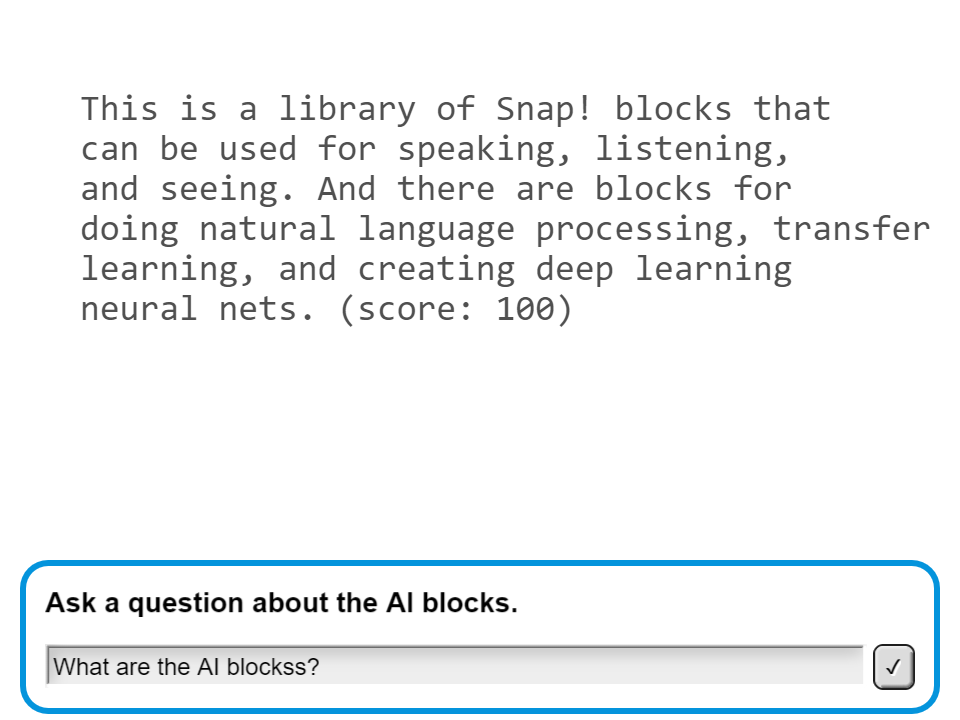 This is a library of Snap! blocks that
can be used for speaking, listening,
and seeing. And there are blocks for
doing natural language processing, transfer
learning, and creating deep learning
neural nets. (score: 100)
Ask a question about the AI blocks.
What are the AI blockss?
✓